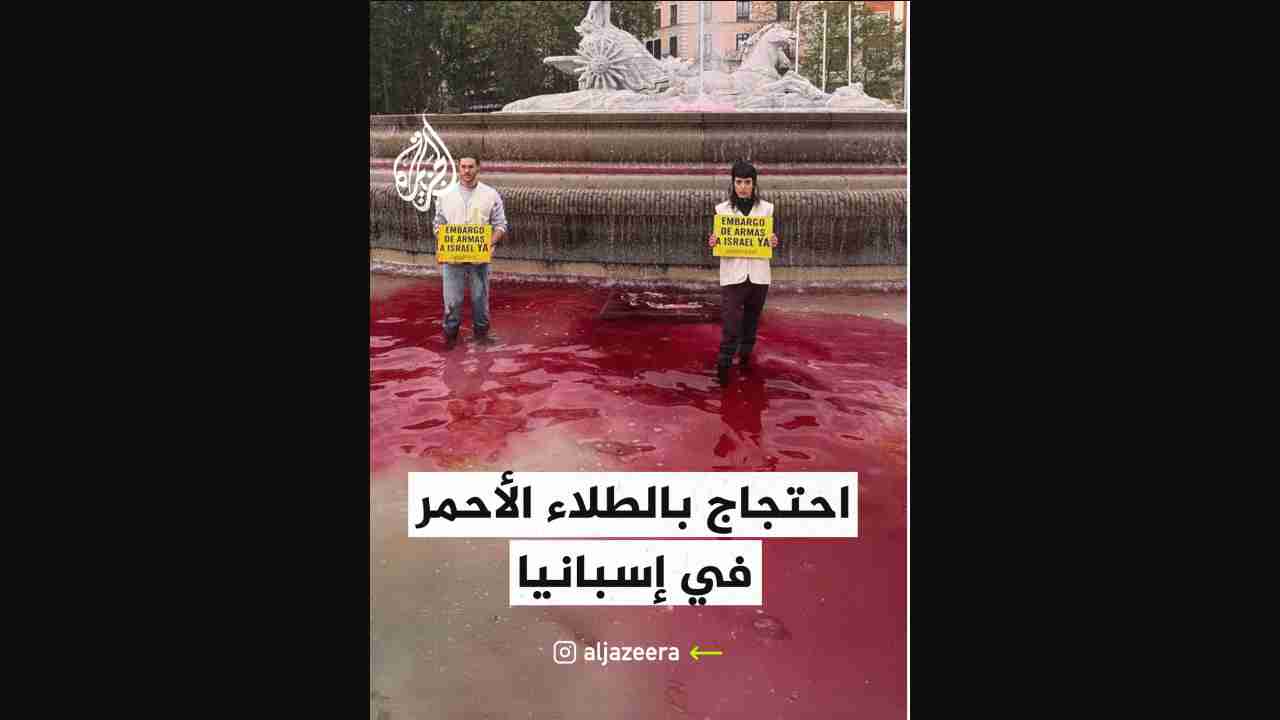 الجزيرة
EMBARGO
DE ARMAS
A ISRAEL YA
EMBARGO
DE ARMAS
A ISRAEL YA
احتجاج بالطلاء الأحمر
في إسبانيا
aljazeera